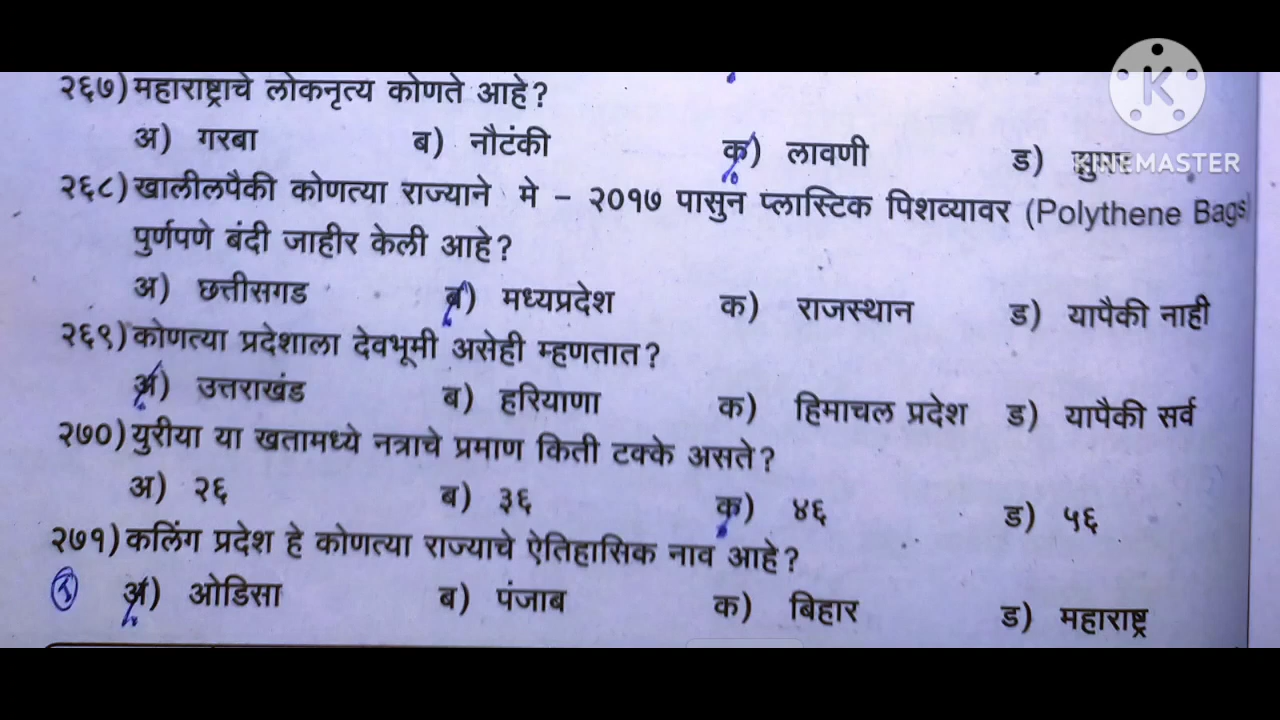 २६७) महाराष्ट्राचे लोकनृत्य कोणते आहे?
अ) गरबा ब) नौटंकी क) लावणी ड)
KINEMASTER
२६८) खालीलपैकी कोणत्या राज्याने मे - २०१७ पासुन प्लास्टिक पिशव्यावर (Polythene Bags)
पुर्णपणे बंदी जाहीर केली आहे?
अ) छत्तीसगड ब) मध्यप्रदेश क) राजस्थान ड) यापैकी नाही
२६९) कोणत्या प्रदेशाला देवभूमी असेही म्हणतात?
अ) उत्तराखंड ब) हरियाणा क) हिमाचल प्रदेश ड) यापैकी सर्व
२७०) युरीया या खतामध्ये नत्राचे प्रमाण किती टक्के असते?
अ) २६ ब) ३६ क) ४६ ड) ५६
२७१) कलिंग प्रदेश हे कोणत्या राज्याचे ऐतिहासिक नाव आहे?
अ) ओडिसा ब) पंजाब क) बिहार ड) महाराष्ट्र